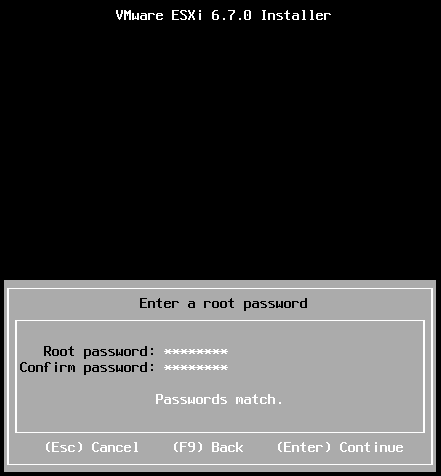 VMware ESXi 6.7.0 Installer
Enter a root password
Root password: ********
Confirm password: ********
Passwords match.
(Esc) Cancel (F9) Back (Enter) Continue